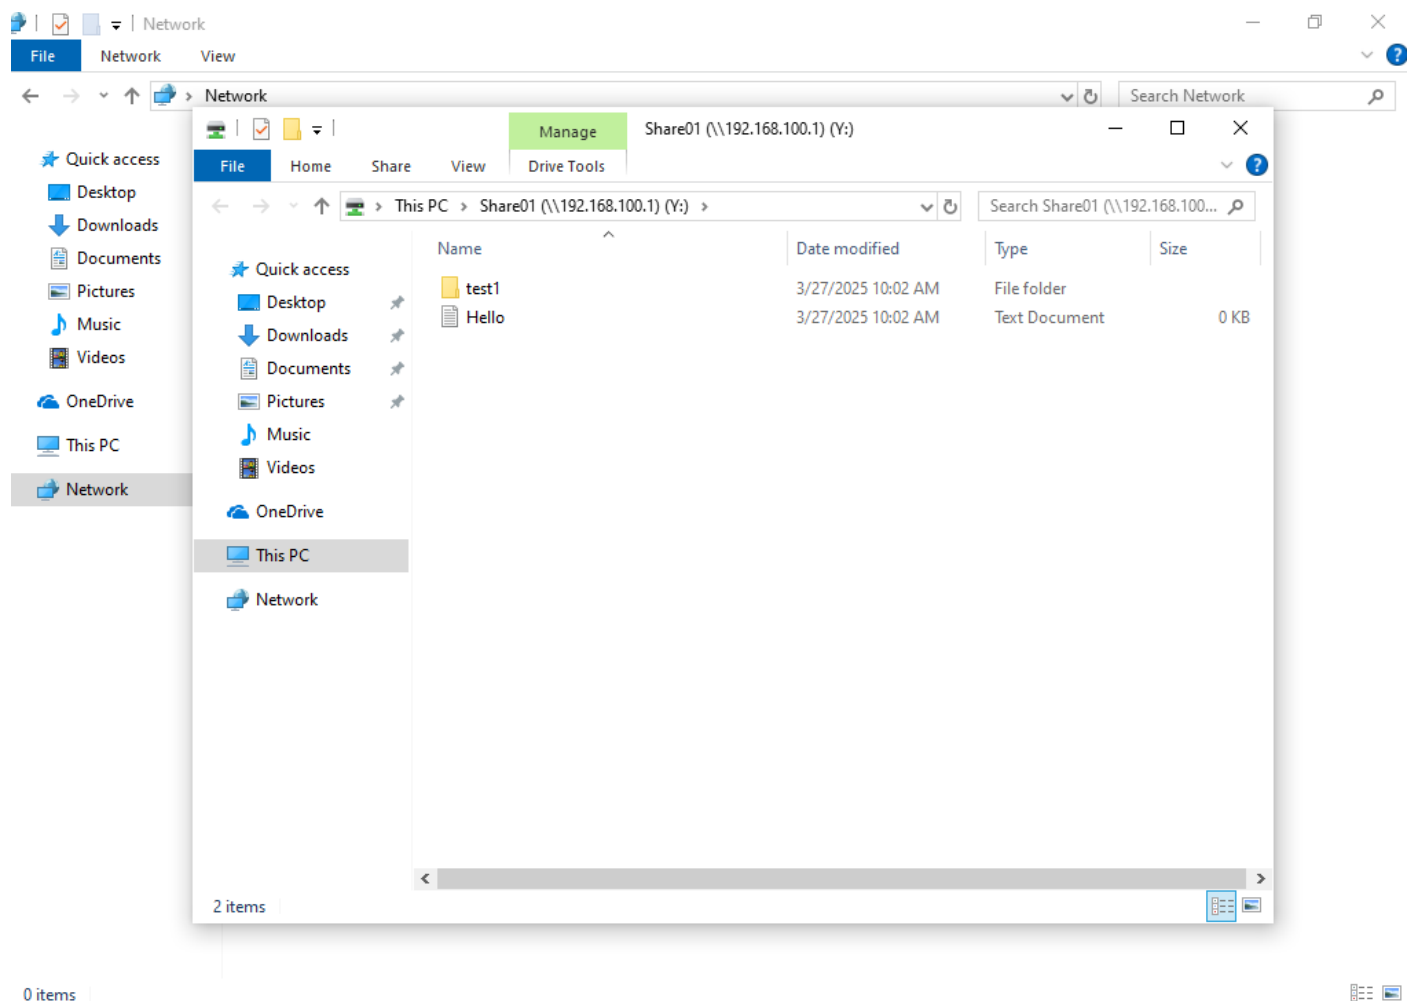 Network
File Network View
Network
Search Network
Quick access
Desktop
Downloads
Documents
Pictures
Music
Videos
OneDrive
This PC
Network
0 items
Manage
Share01 (\\192.168.100.1) (Y:)
File Home Share View Drive Tools
This PC Share01 (\\192.168.100.1) (Y:)
Search Share01 (\\192.168.100...
Quick access
Desktop
Downloads
Documents
Pictures
Music
Videos
OneDrive
This PC
Network
Name Date modified Type Size
test1 3/27/2025 10:02 AM File folder
Hello 3/27/2025 10:02 AM Text Document 0 KB
2 items